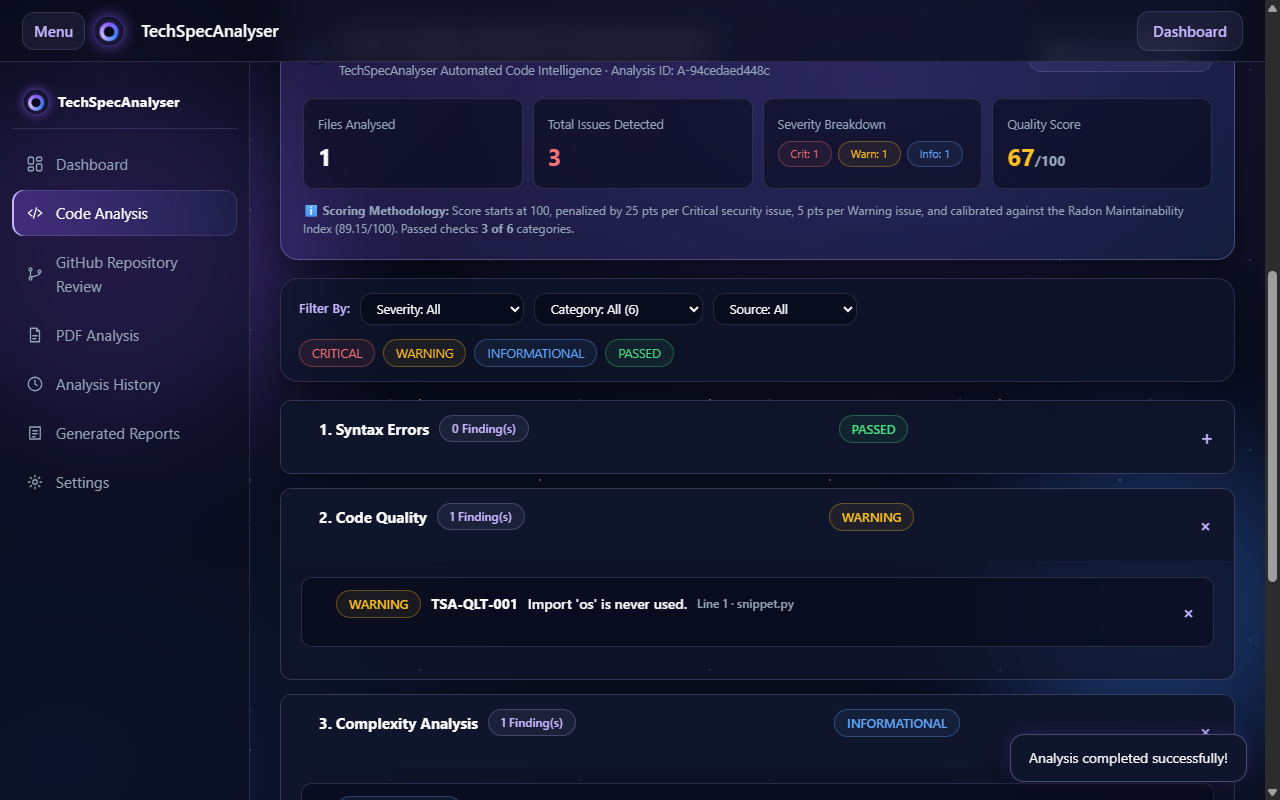 Menu
TechSpecAnalyser
Dashboard
TechSpecAnalyser
Dashboard
Code Analysis
GitHub Repository
Review
PDF Analysis
Analysis History
Generated Reports
Settings
TechSpecAnalyser Automated Code Intelligence · Analysis ID: A-94cedaed448c
Files Analysed
1
Total Issues Detected
3
Severity Breakdown
Crit: 1 Warn: 1 Info: 1
Quality Score
67/100
Scoring Methodology: Score starts at 100, penalized by 25 pts per Critical security issue, 5 pts per Warning issue, and calibrated against the Radon Maintainability
Index (89.15/100). Passed checks: 3 of 6 categories.
Filter By: Severity: All Category: All (6) Source: All
CRITICAL WARNING INFORMATIONAL PASSED
1. Syntax Errors 0 Finding(s) PASSED +
2. Code Quality 1 Finding(s) WARNING ×
WARNING TSA-QLT-001 Import 'os' is never used. Line 1 · snippet.py ×
3. Complexity Analysis 1 Finding(s) INFORMATIONAL ×
Analysis completed successfully!